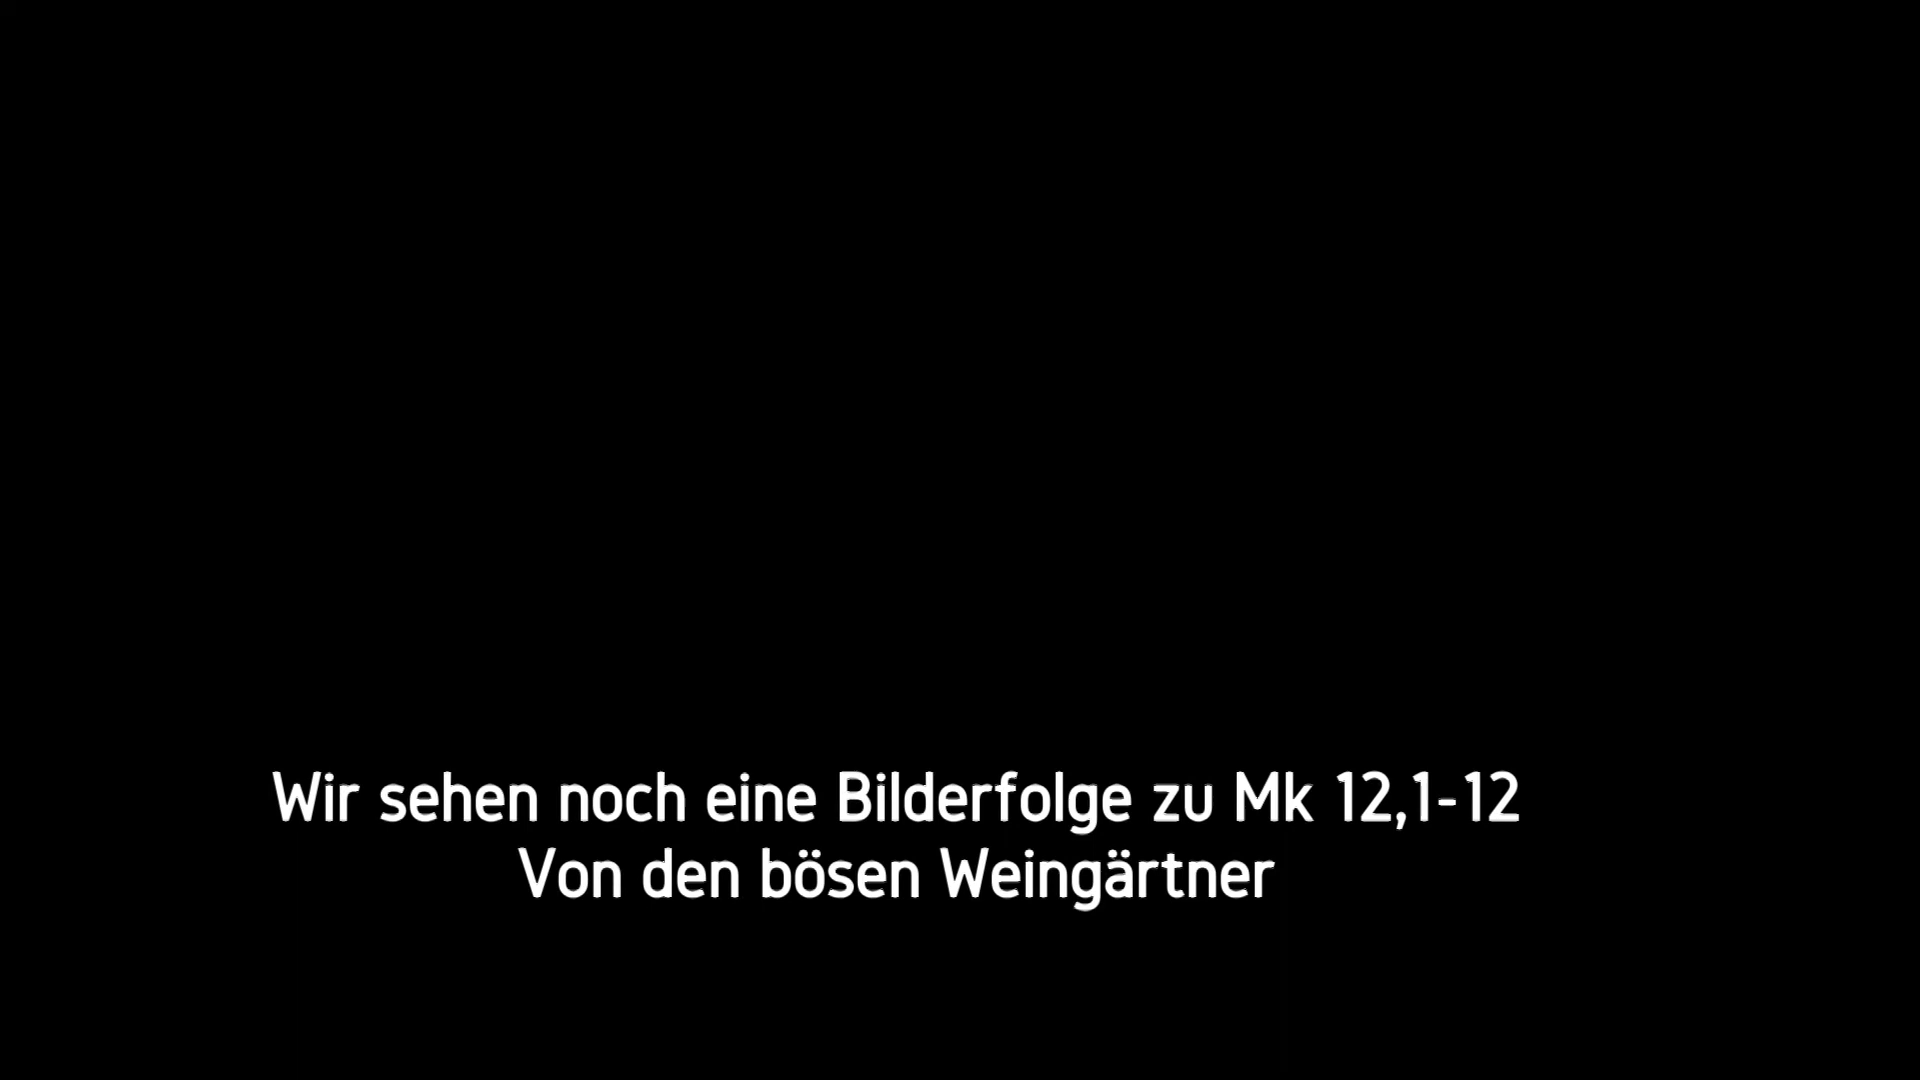 Wir sehen noch eine Bilderfolge zu Mk 12,1-12
Von den bösen Weingärtner